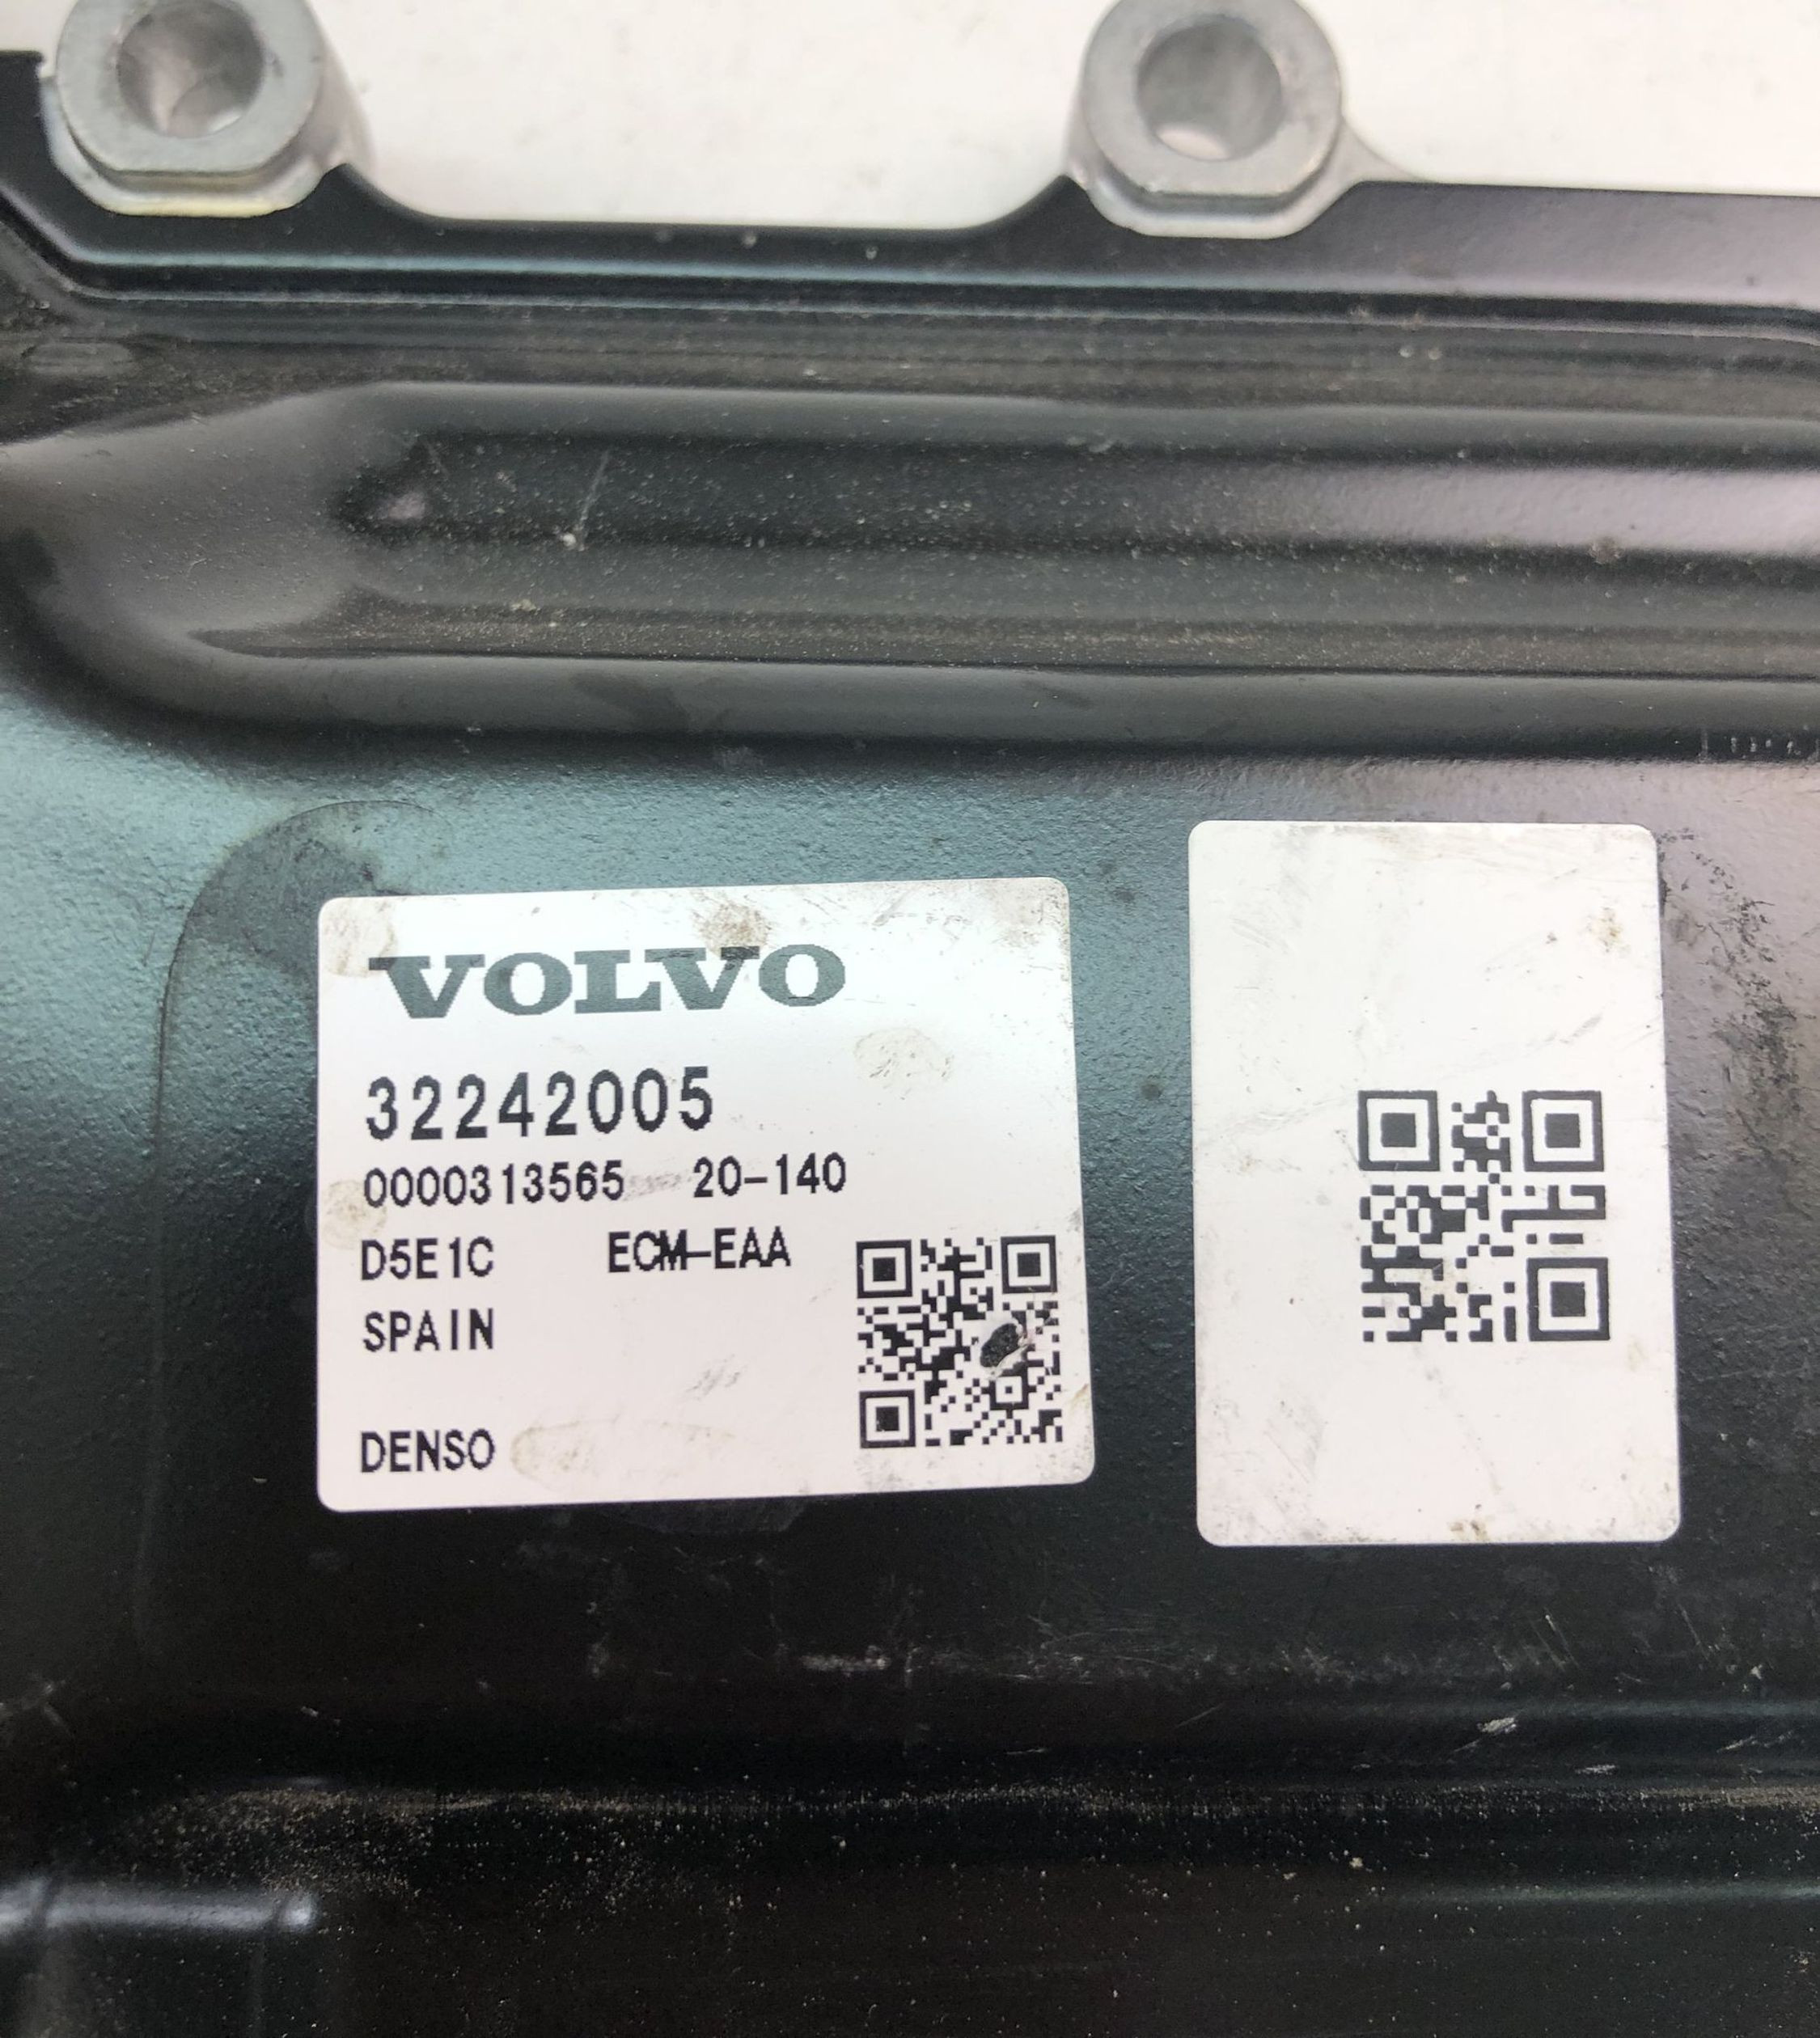 VOLVO
32242005
0000313565 20-140
D5E1C ECM-EAA
SPAIN
DENSO